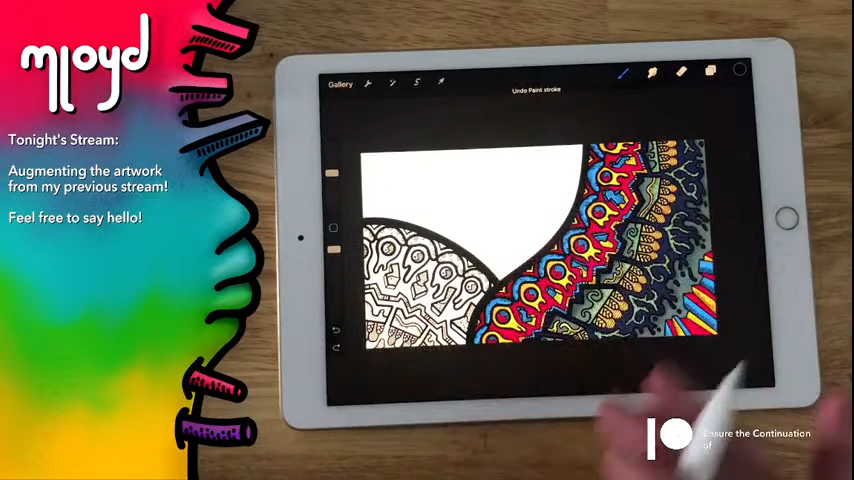 mloyd
Tonight's Stream:
Augmenting the artwork
from my previous stream!
Feel free to say hello!
Gallery
Undo Paint stroke
Ensure the Continuation
of